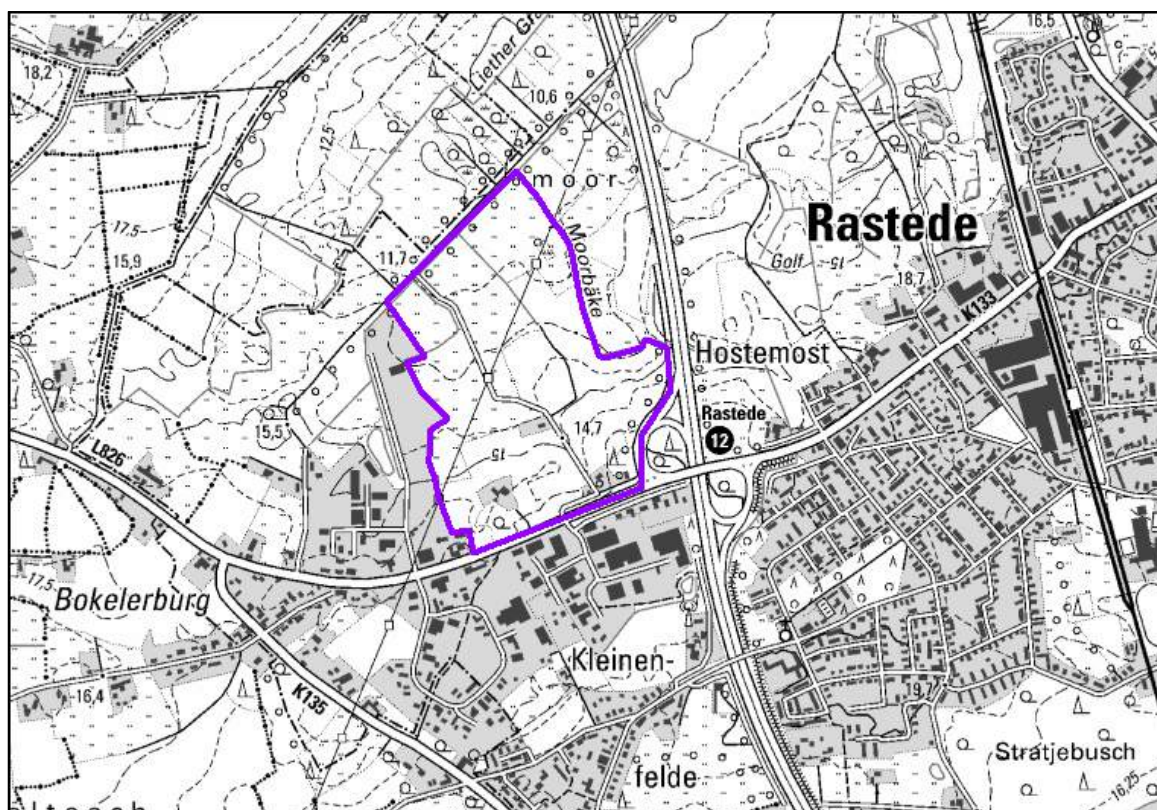 16,5
18,2
iether Gra
10,6
12,5
moor
17,5
15,9
Rastede
Moorbäke
Golf
15
11,7
18,7
K133
Hostemost
Rastede
12
15,5
14,7
15
L826
17,5
Bokelerburg
Kleinen-
16,4
K135
19,7
Stratjebusch
felde
16,25